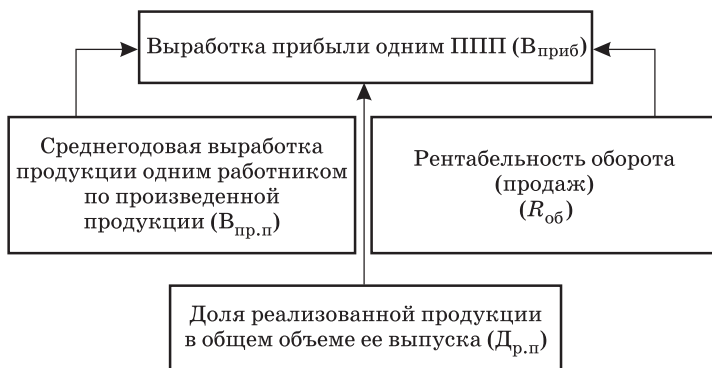 Выработка прибыли одним ППП (Вприб)
Среднегодовая выработка
продукции одним работником
по произведенной
продукции (Впр.п)
Рентабельность оборота
(продаж)
(Rоб)
Доля реализованной продукции
в общем объеме ее выпуска (Др.п)